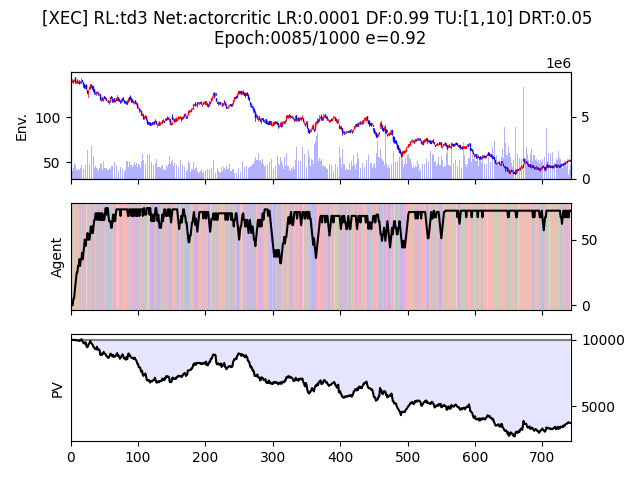 [XEC] RL:td3 Net:actorcritic LR:0.0001 DF:0.99 TU:[1,10] DRT:0.05
Epoch:0085/1000 e=0.92
1e6
Env.
100
50
5
0
Agent
50
0
PV
10000
5000
0 100 200 300 400 500 600 700